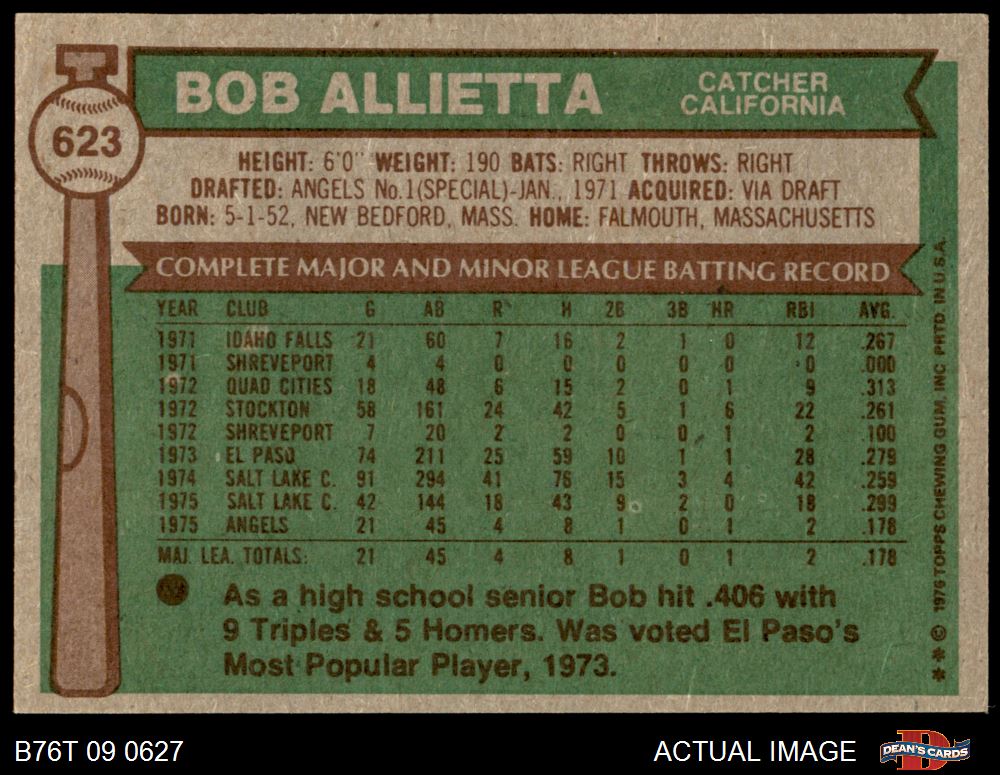 BOB ALLIETTA
CATCHER
CALIFORNIA
623
HEIGHT: 6'0" WEIGHT: 190 BATS: RIGHT THROWS: RIGHT
DRAFTED: ANGELS No.1(SPECIAL)-JAN., 1971 ACQUIRED: VIA DRAFT
BORN: 5-1-52, NEW BEDFORD, MASS. HOME: FALMOUTH, MASSACHUSETTS
COMPLETE MAJOR AND MINOR LEAGUE BATTING RECORD
YEAR CLUB G AB R H 2B 3B HR RBI AVG.
1971 IDAHO FALLS 21 60 7 16 2 1 0 12 .267
1971 SHREVEPORT 4 4 0 0 0 0 0 0 .000
1972 QUAD CITIES 18 48 6 15 2 0 1 9 .313
1972 STOCKTON 58 161 24 42 5 1 6 22 .261
1972 SHREVEPORT 7 20 2 2 0 0 1 2 .100
1973 EL PASO 74 211 25 59 10 1 1 28 .279
1974 SALT LAKE C. 91 294 41 76 15 3 4 42 .259
1975 SALT LAKE C. 42 144 18 43 9 2 0 18 .299
1975 ANGELS 21 45 4 8 1 0 1 2 .178
MAJ. LEA. TOTALS: 21 45 4 8 1 0 1 2 .178
As a high school senior Bob hit .406 with
9 Triples & 5 Homers. Was voted El Paso's
Most Popular Player, 1973.
** © 1976 TOPPS CHEWING GUM, INC PRTD IN U.S.A.
B76T 09 0627
ACTUAL IMAGE
DEAN'S CARDS